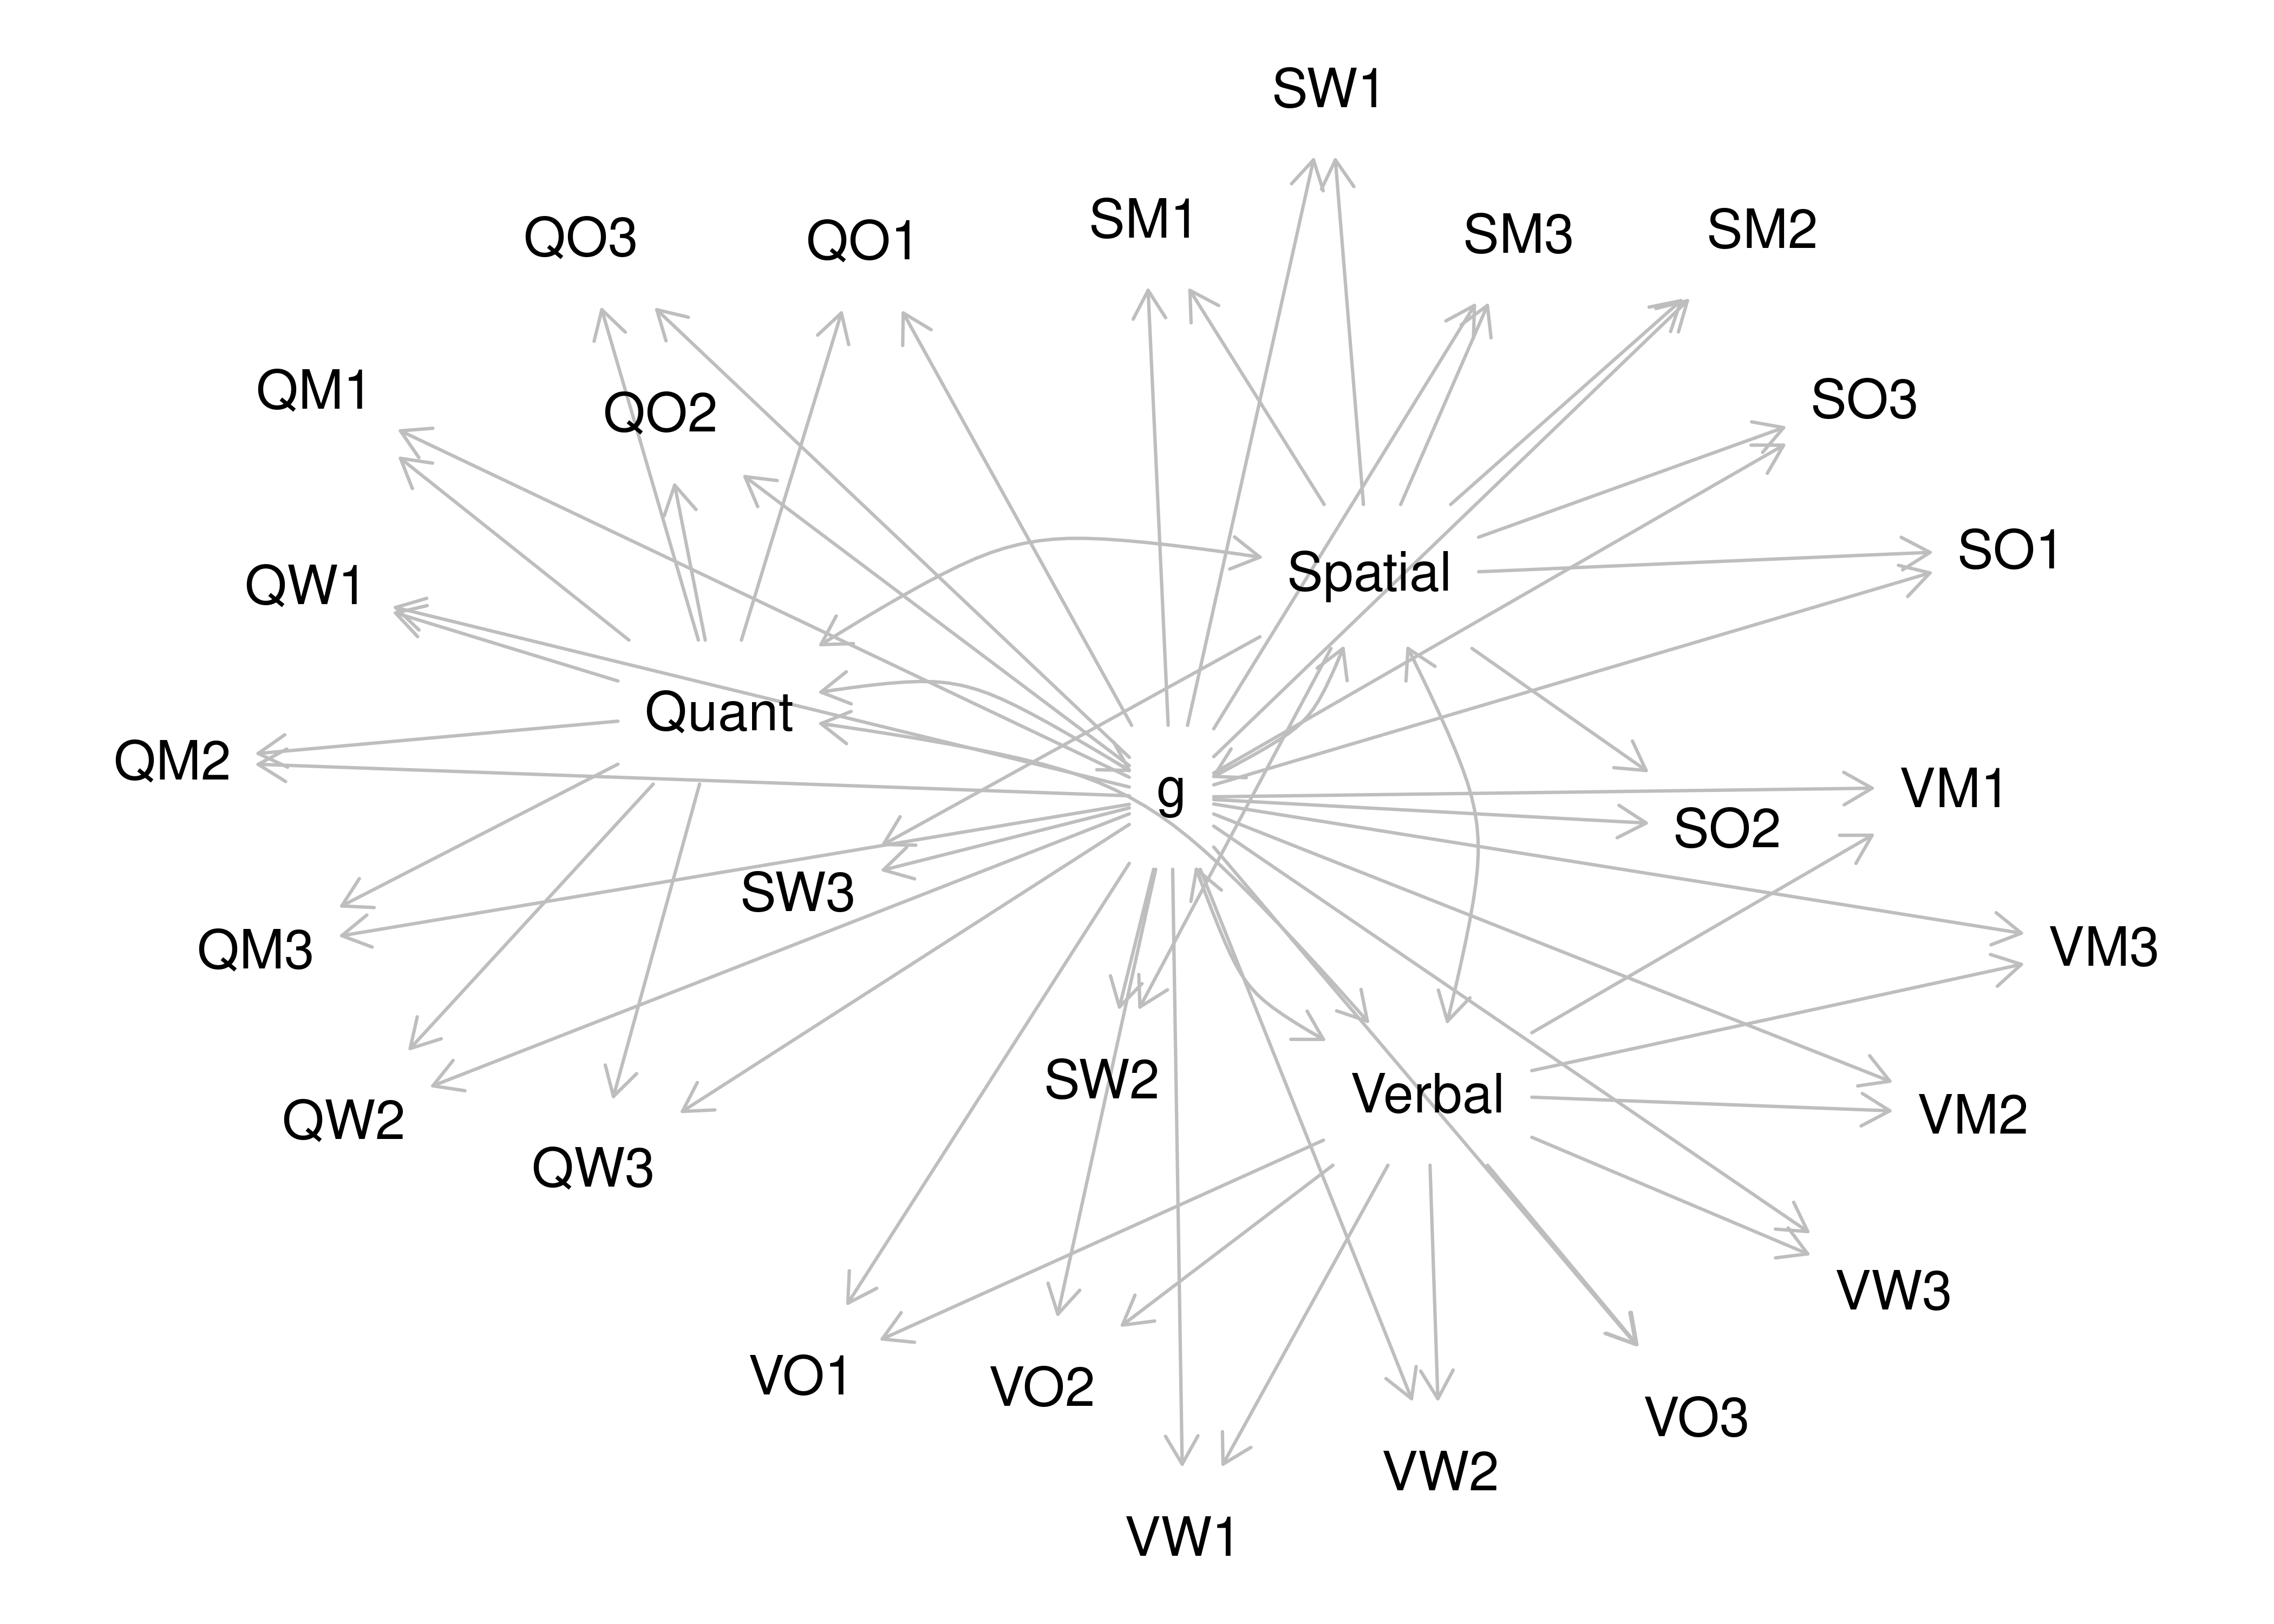 SW1
SM1
SM3
SM2
QO3
QO1
QM1
QO2
SO3
QW1
Spatial
SO1
Quant
QM2
g
VM1
SO2
SW3
QM3
VM3
SW2
Verbal
QW2
VM2
QW3
VW3
VO1
VO2
VO3
VW2
VW1